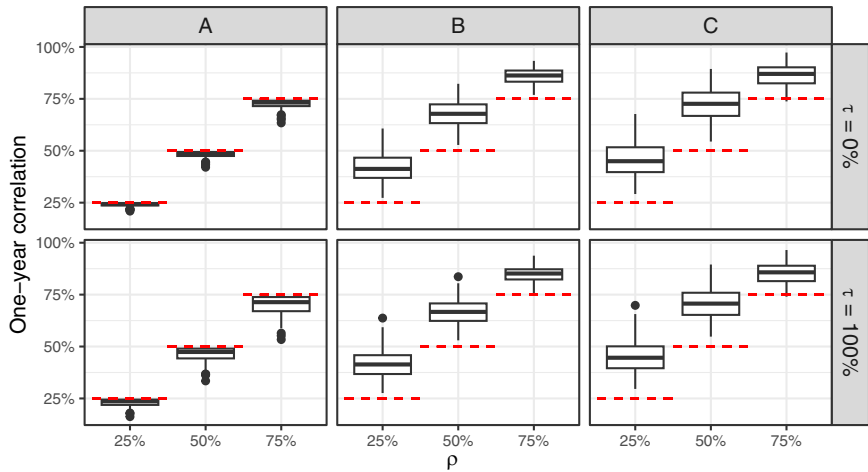 A B C
One−year correlation
100%
75%
50%
25%
τ = 0%
100%
75%
50%
25%
τ = 100%
25% 50% 75% 25% 50% 75% 25% 50% 75%
ρ